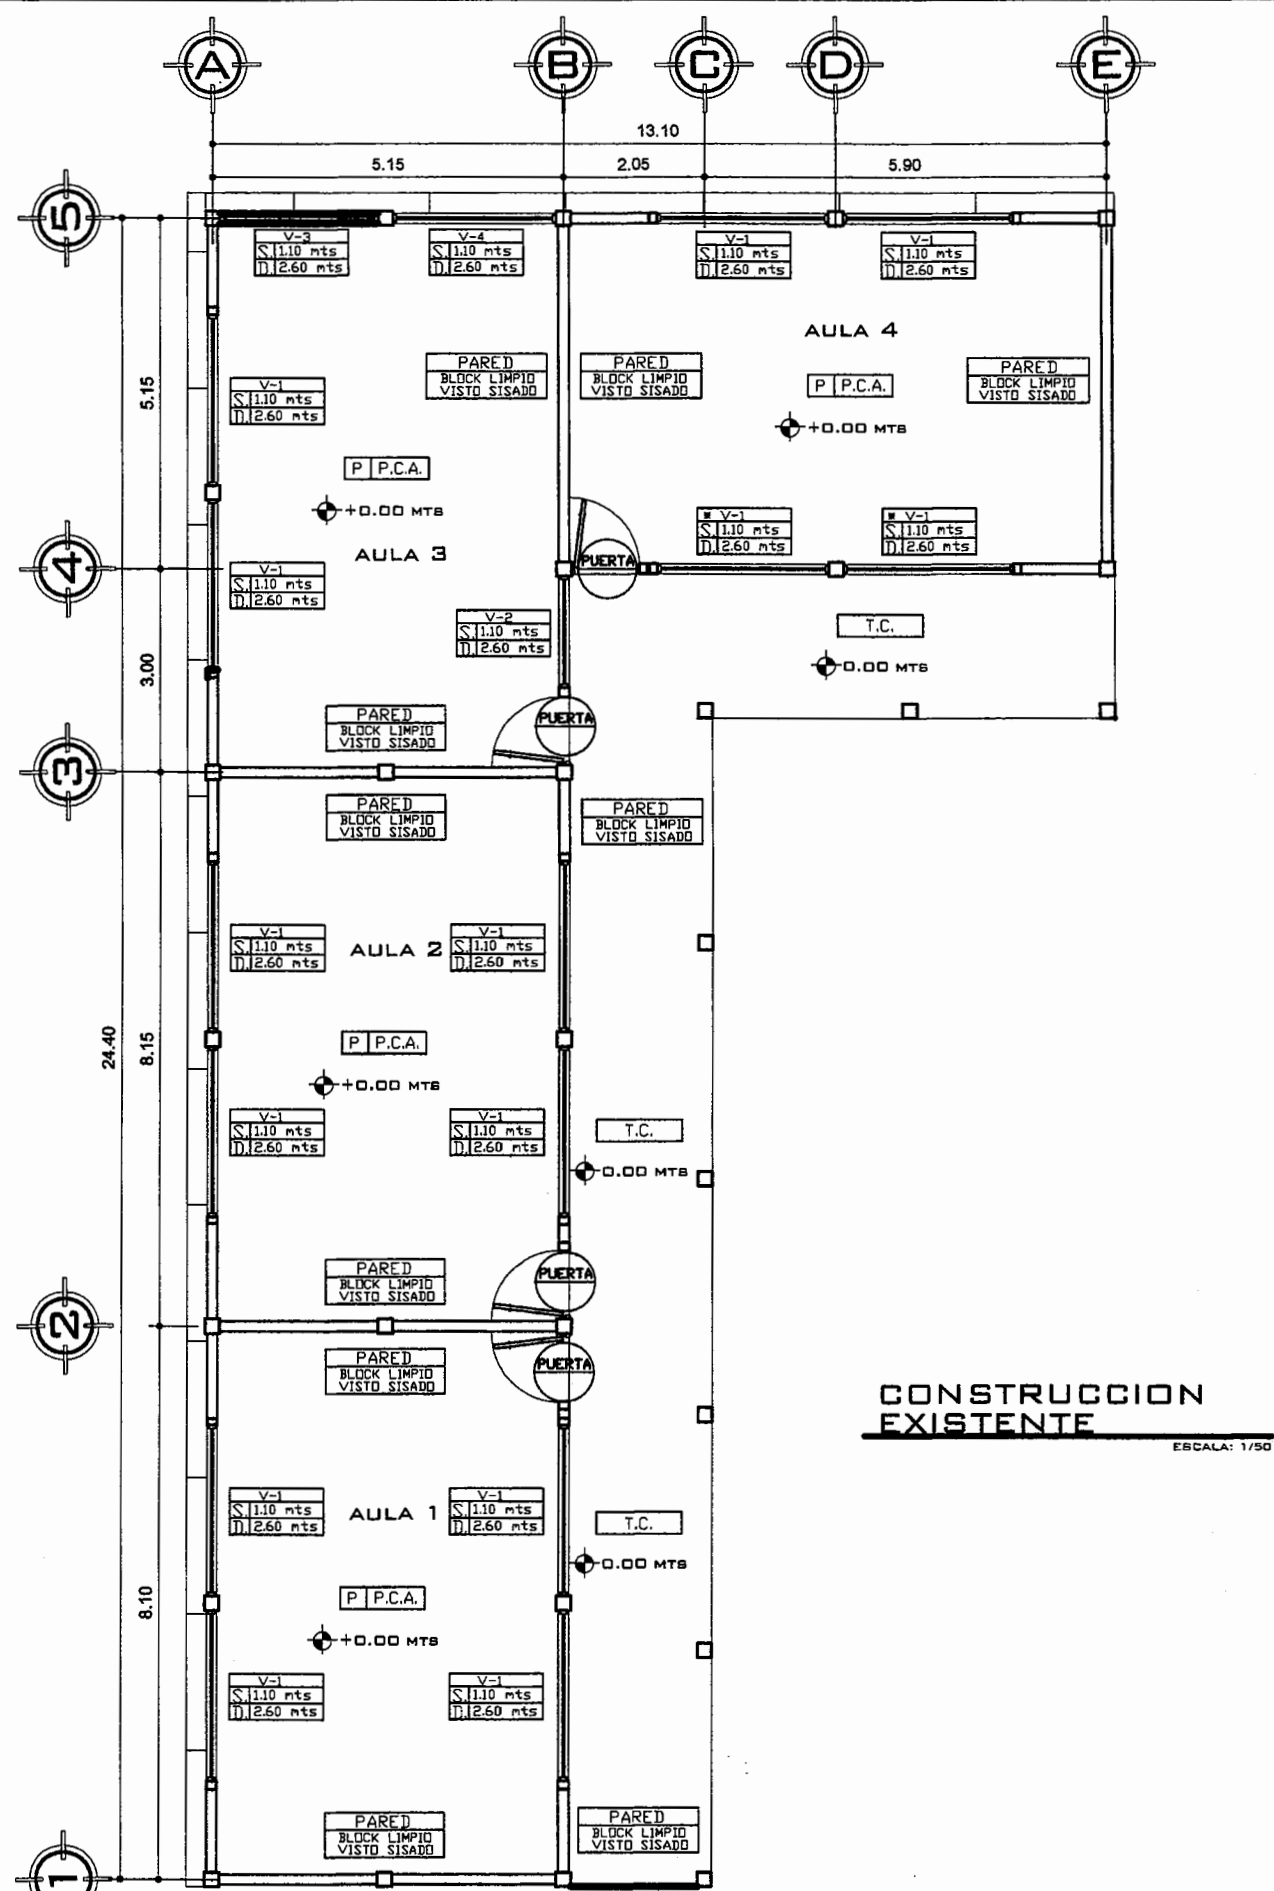 A B C D E
13.10
5.15 2.05 5.90
5
V-3
S. 1.10 mts
D. 2.60 mts
V-4
S. 1.10 mts
D. 2.60 mts
V-1
S. 1.10 mts
D. 2.60 mts
V-1
S. 1.10 mts
D. 2.60 mts
AULA 4
PARED
BLOCK LIMPIO
VISTO SISADO
PARED
BLOCK LIMPIO
VISTO SISADO
PARED
BLOCK LIMPIO
VISTO SISADO
P P.C.A.
+0.00 MTS
5.15
V-1
S. 1.10 mts
D. 2.60 mts
P P.C.A.
+0.00 MTS
AULA 3
V-1
S. 1.10 mts
D. 2.60 mts
V-1
S. 1.10 mts
D. 2.60 mts
PUERTA
4
V-1
S. 1.10 mts
D. 2.60 mts
V-2
S. 1.10 mts
D. 2.60 mts
T.C.
0.00 MTS
3.00
PARED
BLOCK LIMPIO
VISTO SISADO
PUERTA
3
PARED
BLOCK LIMPIO
VISTO SISADO
PARED
BLOCK LIMPIO
VISTO SISADO
V-1
S. 1.10 mts
D. 2.60 mts
AULA 2
V-1
S. 1.10 mts
D. 2.60 mts
24.40
8.15
P P.C.A.
+0.00 MTS
V-1
S. 1.10 mts
D. 2.60 mts
V-1
S. 1.10 mts
D. 2.60 mts
T.C.
0.00 MTS
PARED
BLOCK LIMPIO
VISTO SISADO
PUERTA
2
PARED
BLOCK LIMPIO
VISTO SISADO
PUERTA
CONSTRUCCION
EXISTENTE
ESCALA: 1/50
V-1
S. 1.10 mts
D. 2.60 mts
AULA 1
V-1
S. 1.10 mts
D. 2.60 mts
T.C.
0.00 MTS
8.10
P P.C.A.
+0.00 MTS
V-1
S. 1.10 mts
D. 2.60 mts
V-1
S. 1.10 mts
D. 2.60 mts
PARED
BLOCK LIMPIO
VISTO SISADO
PARED
BLOCK LIMPIO
VISTO SISADO
1